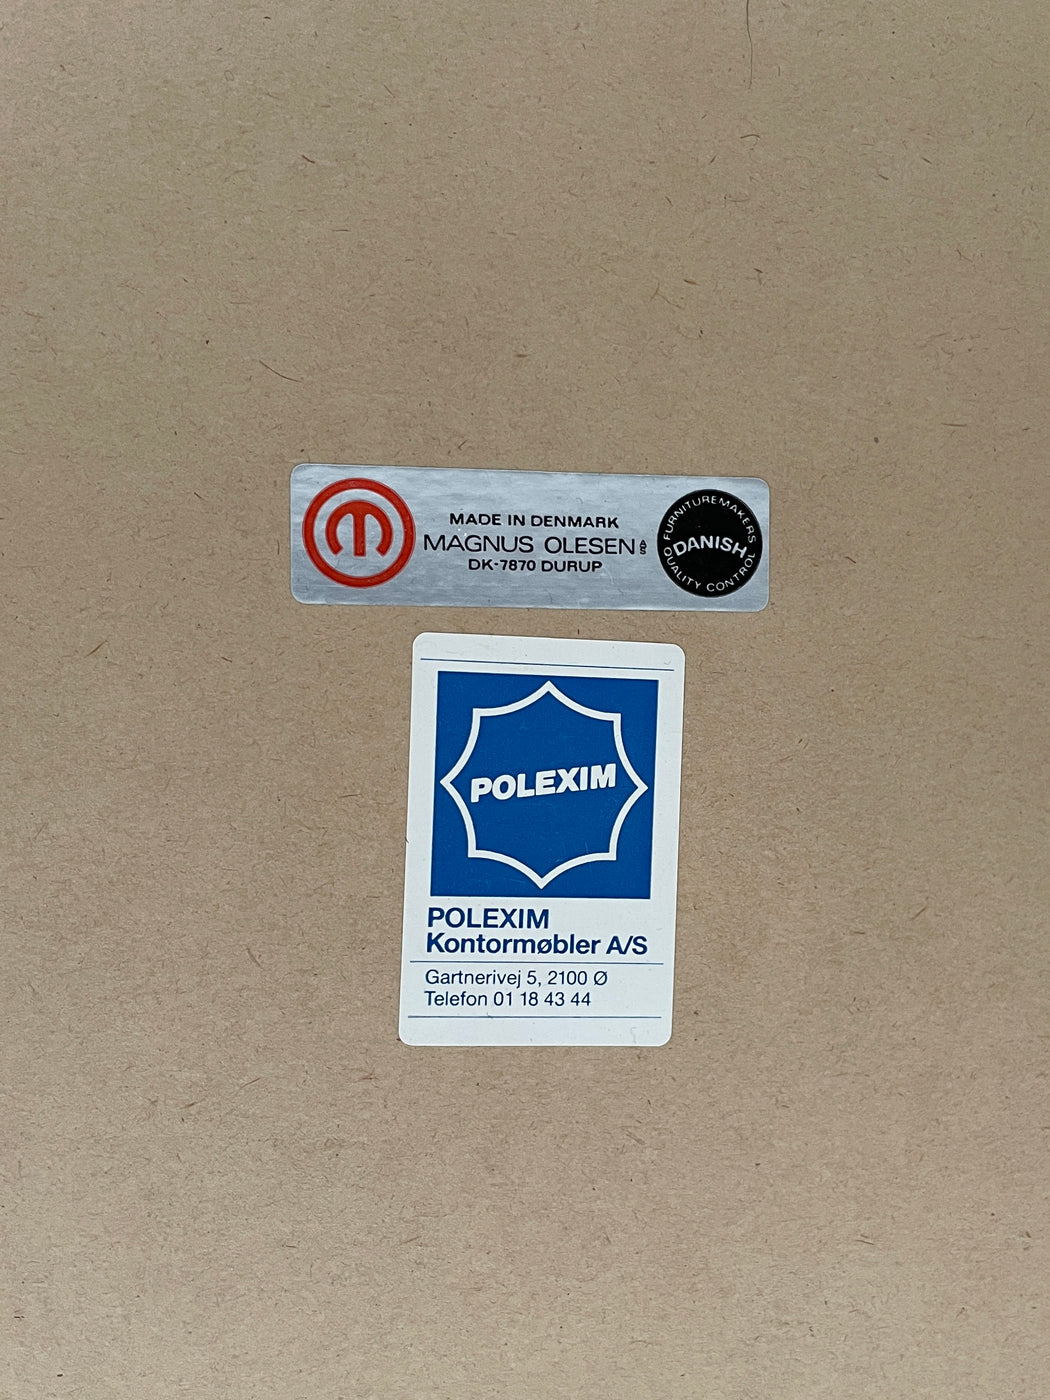 MADE IN DENMARK
MAGNUS OLESEN A/S
DK-7870 DURUP
FURNITUREMAKERS
DANISH
QUALITY CONTROL
POLEXIM
POLEXIM
Kontormøbler A/S
Gartnerivej 5, 2100 Ø
Telefon 01 18 43 44